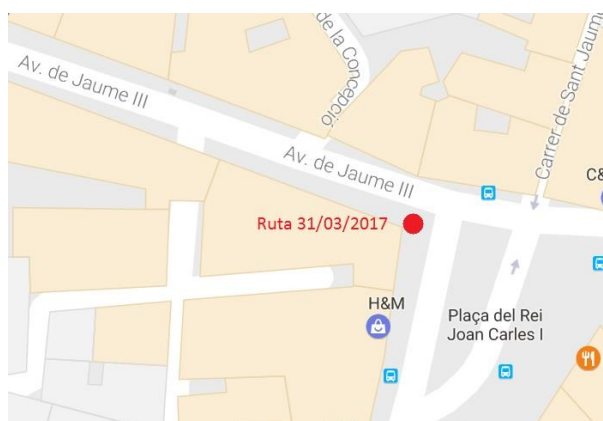 Av. de Jaume III
de la Concepció
Carrer de Sant Jaume
Av. de Jaume III
C&
Ruta 31/03/2017
H&M
Plaça del Rei
Joan Carles I